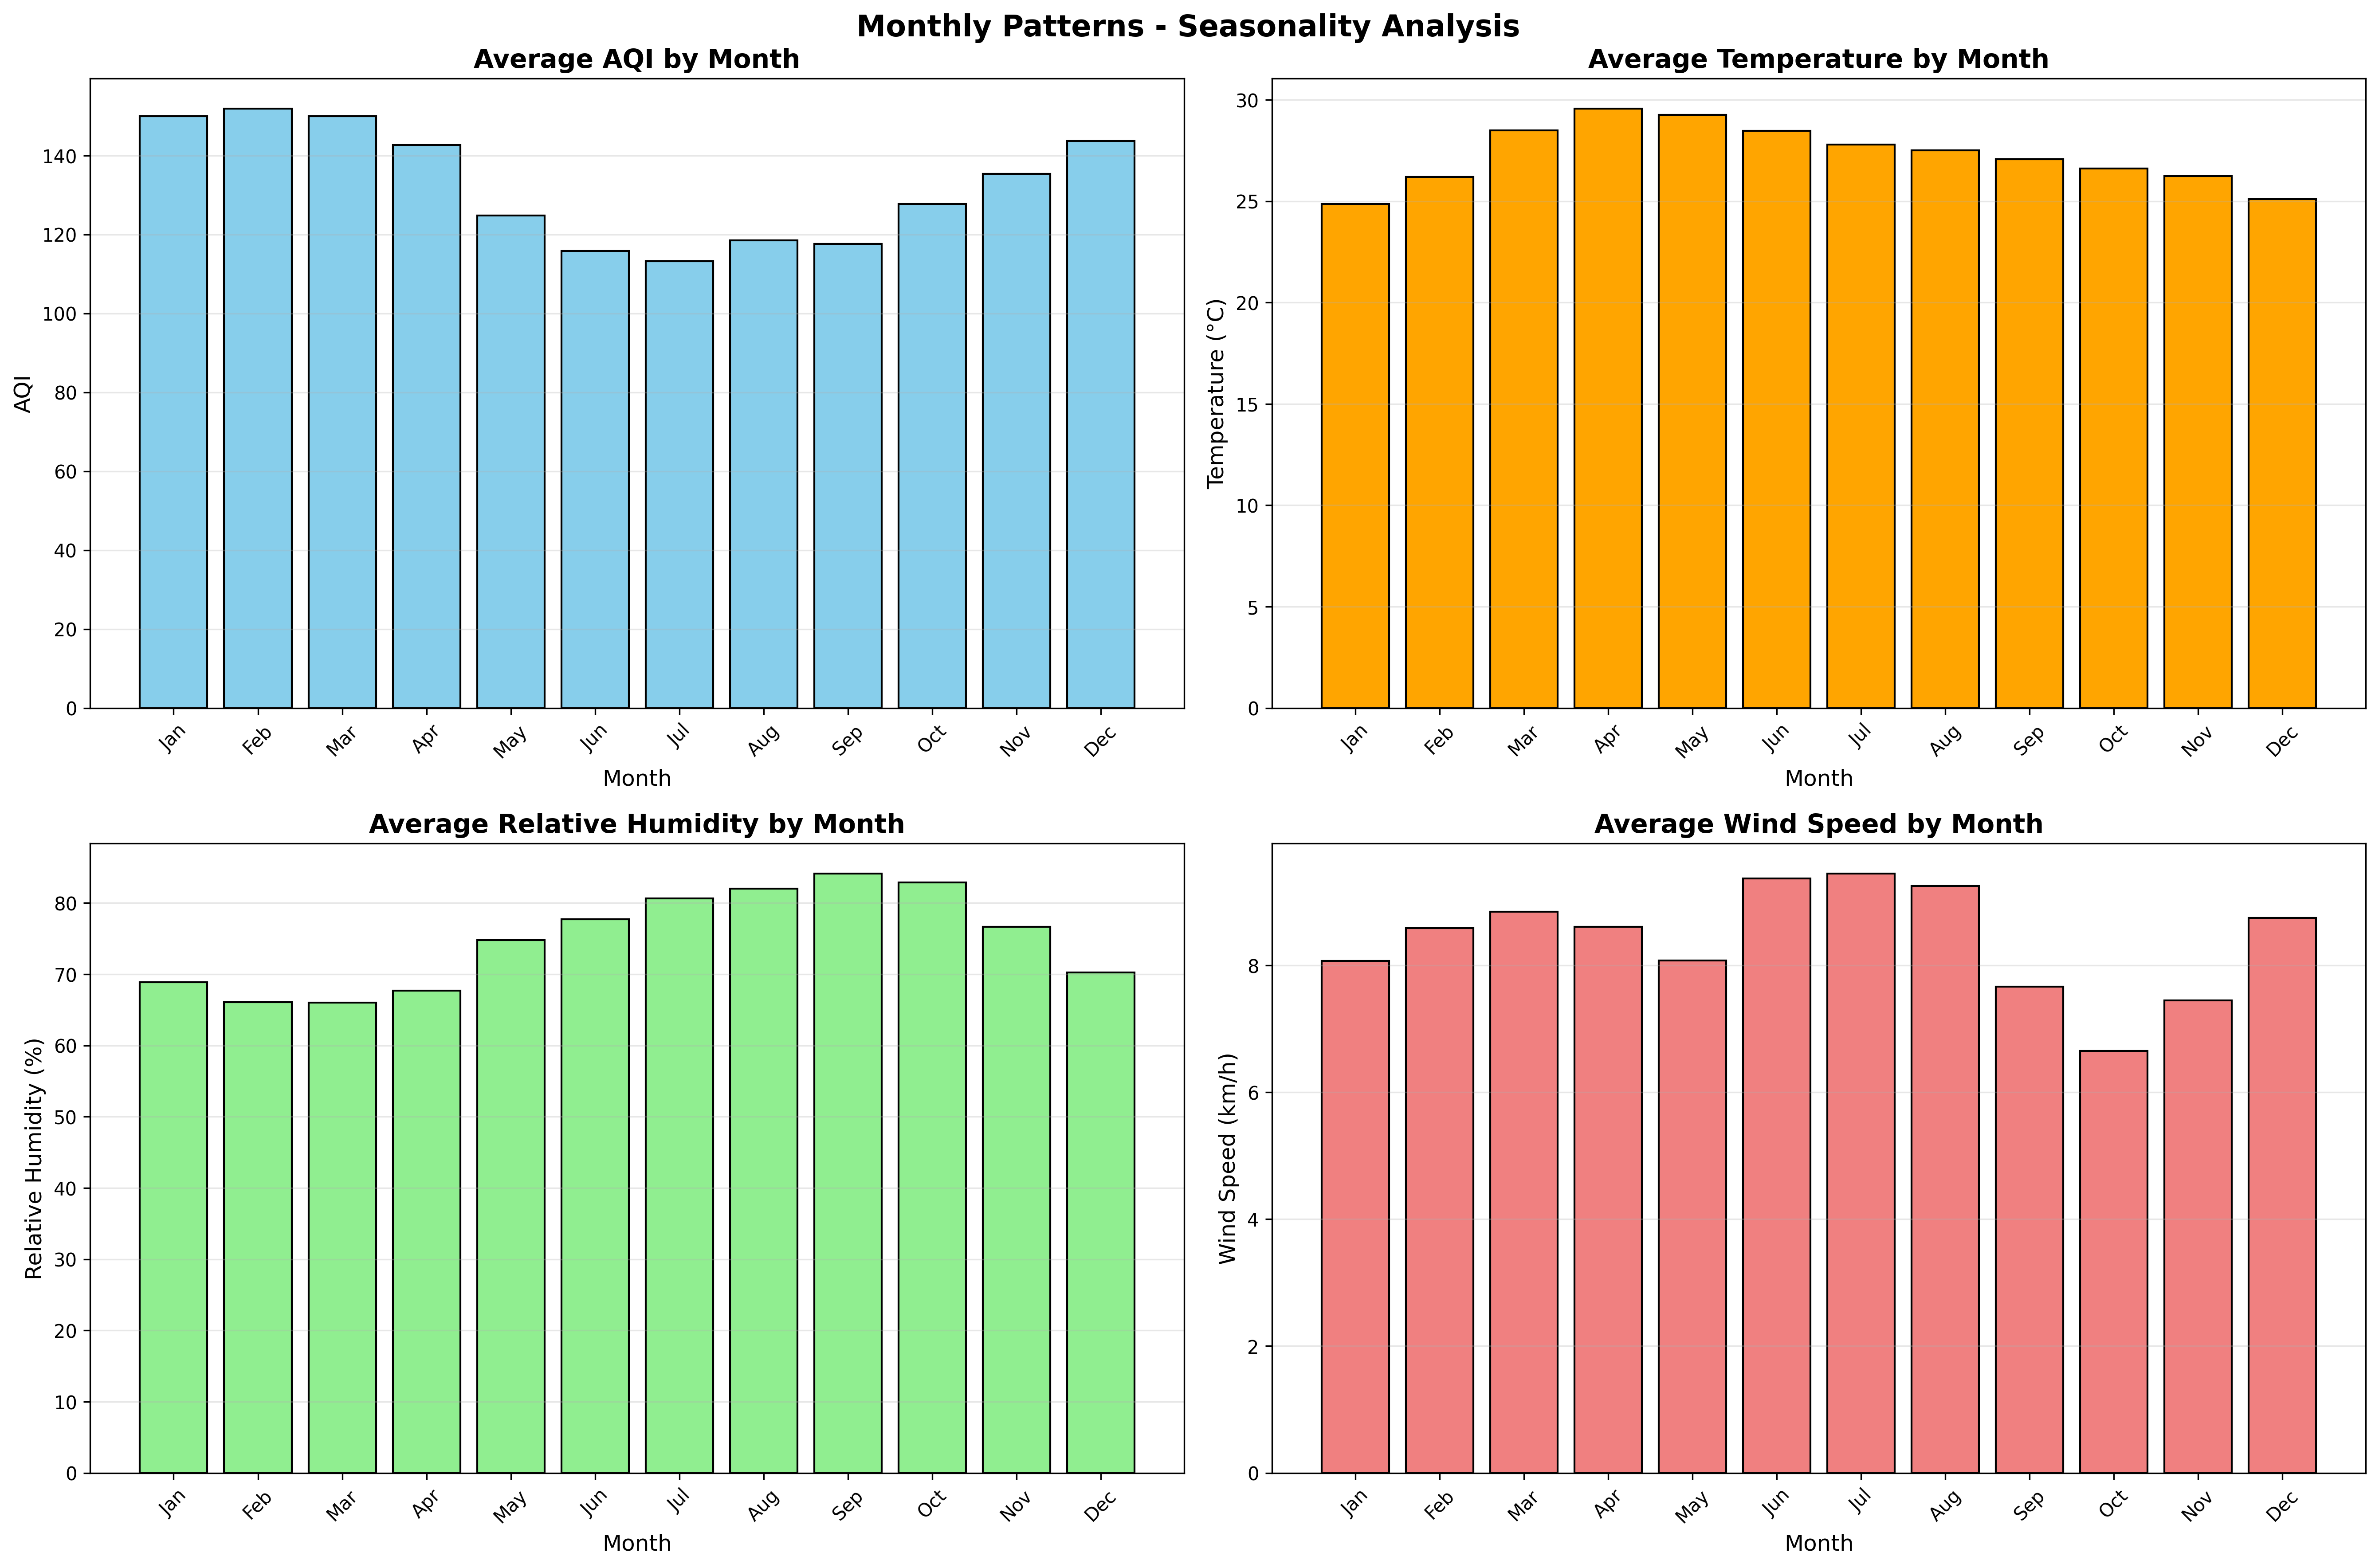 Monthly Patterns - Seasonality Analysis
Average AQI by Month
AQI
140
120
100
80
60
40
20
0
Jan Feb Mar Apr May Jun Jul Aug Sep Oct Nov Dec
Month
Average Temperature by Month
Temperature (°C)
30
25
20
15
10
5
0
Jan Feb Mar Apr May Jun Jul Aug Sep Oct Nov Dec
Month
Average Relative Humidity by Month
Relative Humidity (%)
80
70
60
50
40
30
20
10
0
Jan Feb Mar Apr May Jun Jul Aug Sep Oct Nov Dec
Month
Average Wind Speed by Month
Wind Speed (km/h)
8
6
4
2
0
Jan Feb Mar Apr May Jun Jul Aug Sep Oct Nov Dec
Month